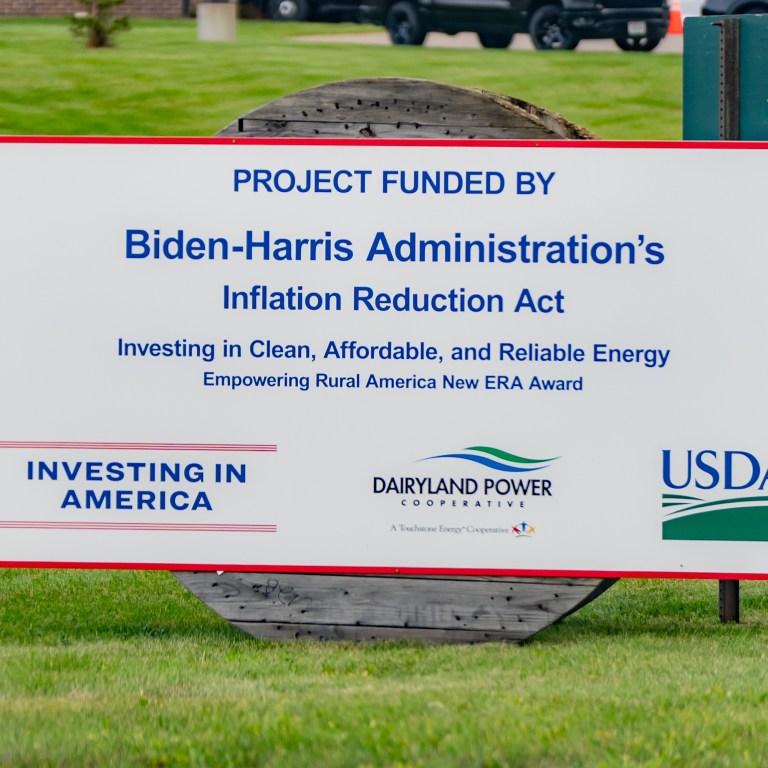 PROJECT FUNDED BY
Biden-Harris Administration's
Inflation Reduction Act
Investing in Clean, Affordable, and Reliable Energy
Empowering Rural America New ERA Award
INVESTING IN
AMERICA
DAIRYLAND POWER
COOPERATIVE
A Touchstone Energy® Cooperative
USDA